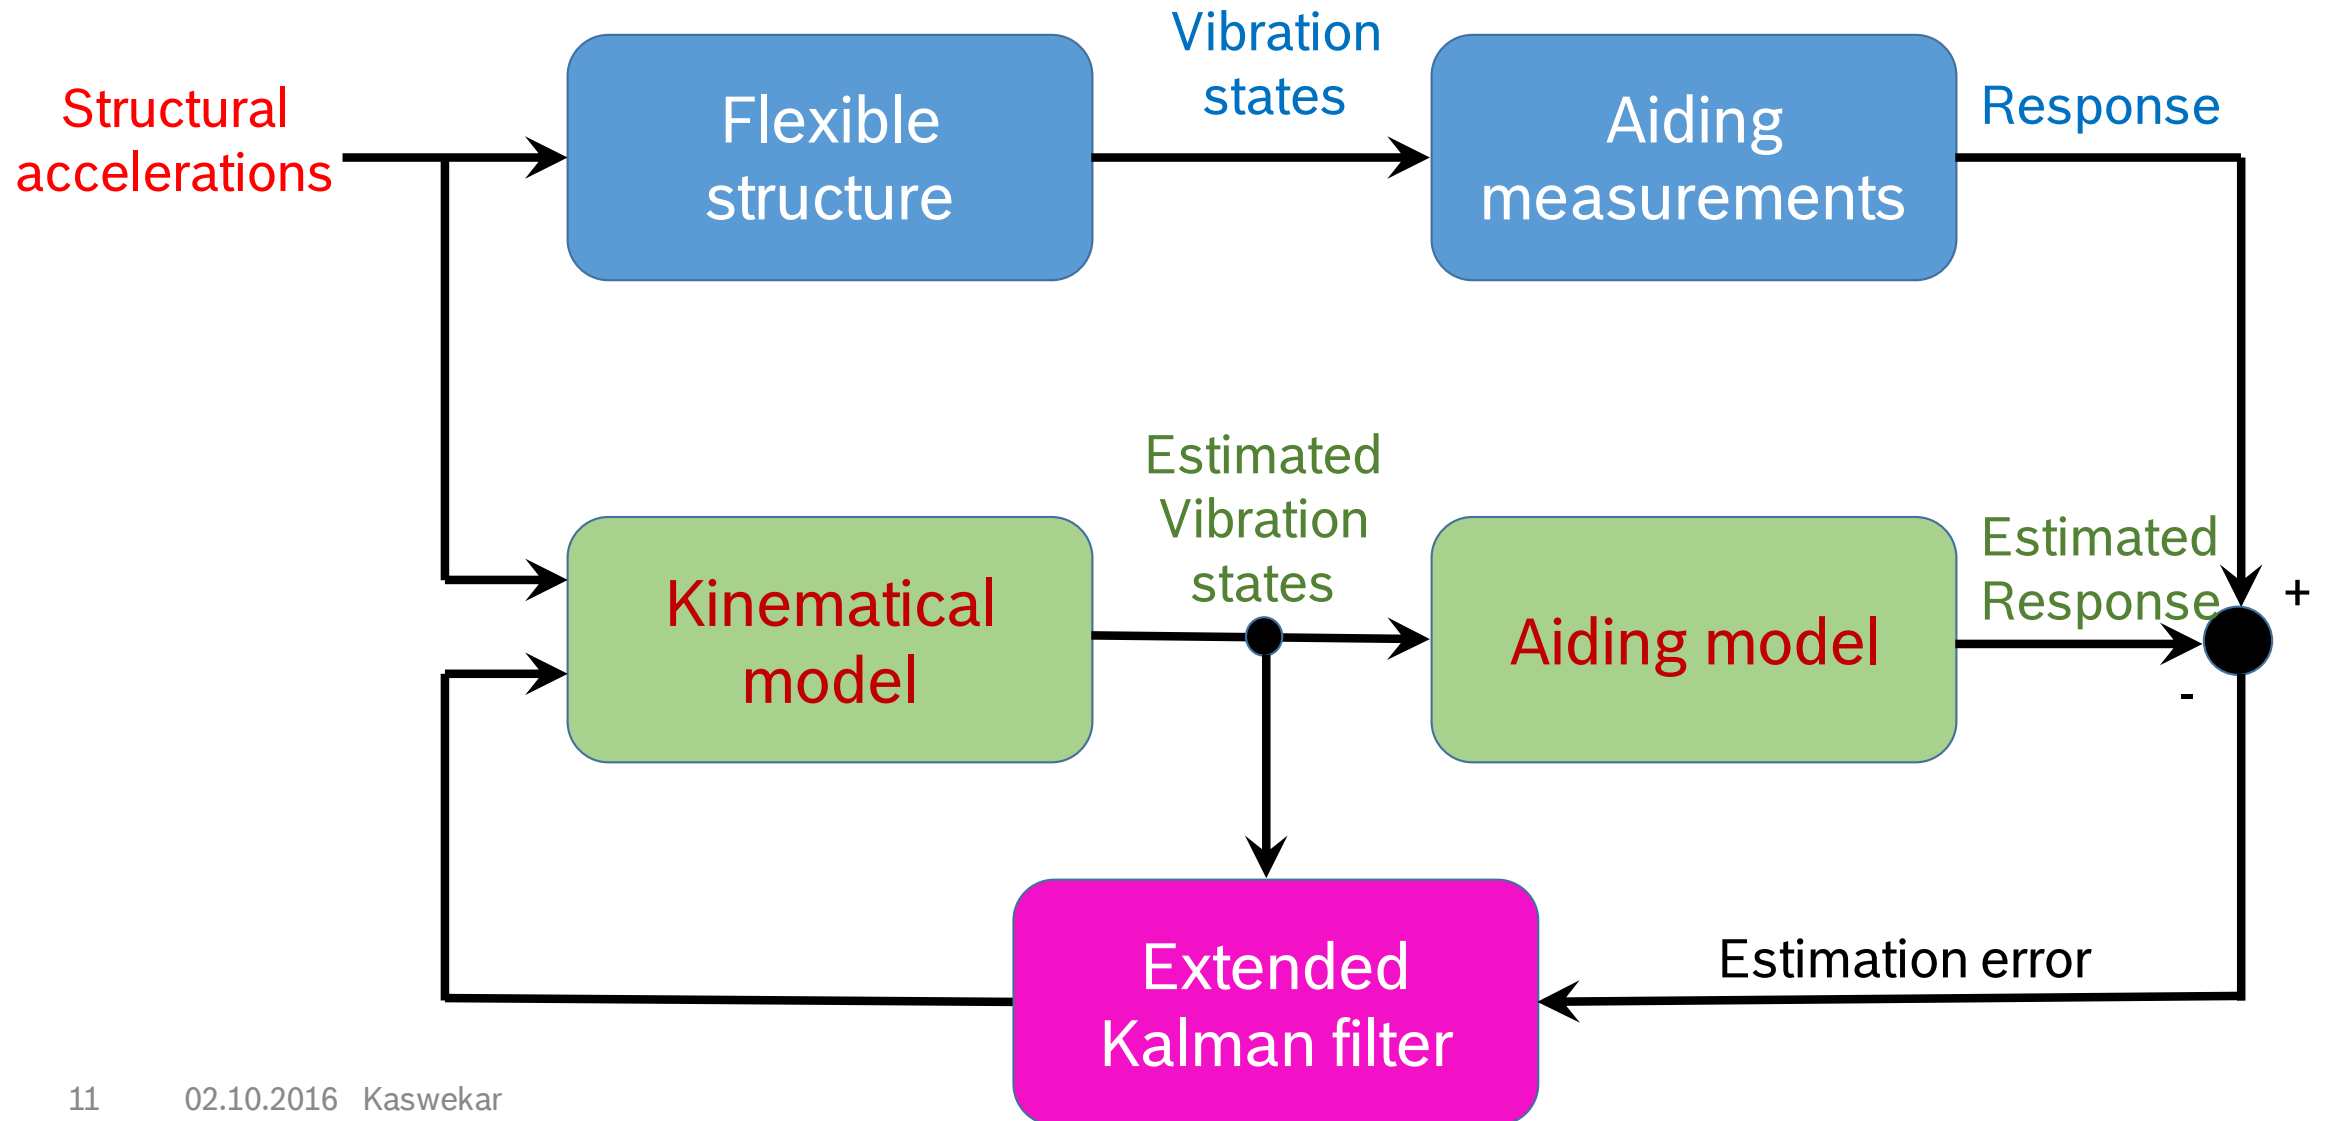 Structural
accelerations
Flexible
structure
Vibration
states
Aiding
measurements
Response
Kinematical
model
Estimated
Vibration
states
Aiding model
Estimated
Response
+
-
Extended
Kalman filter
Estimation error
11 02.10.2016 Kaswekar